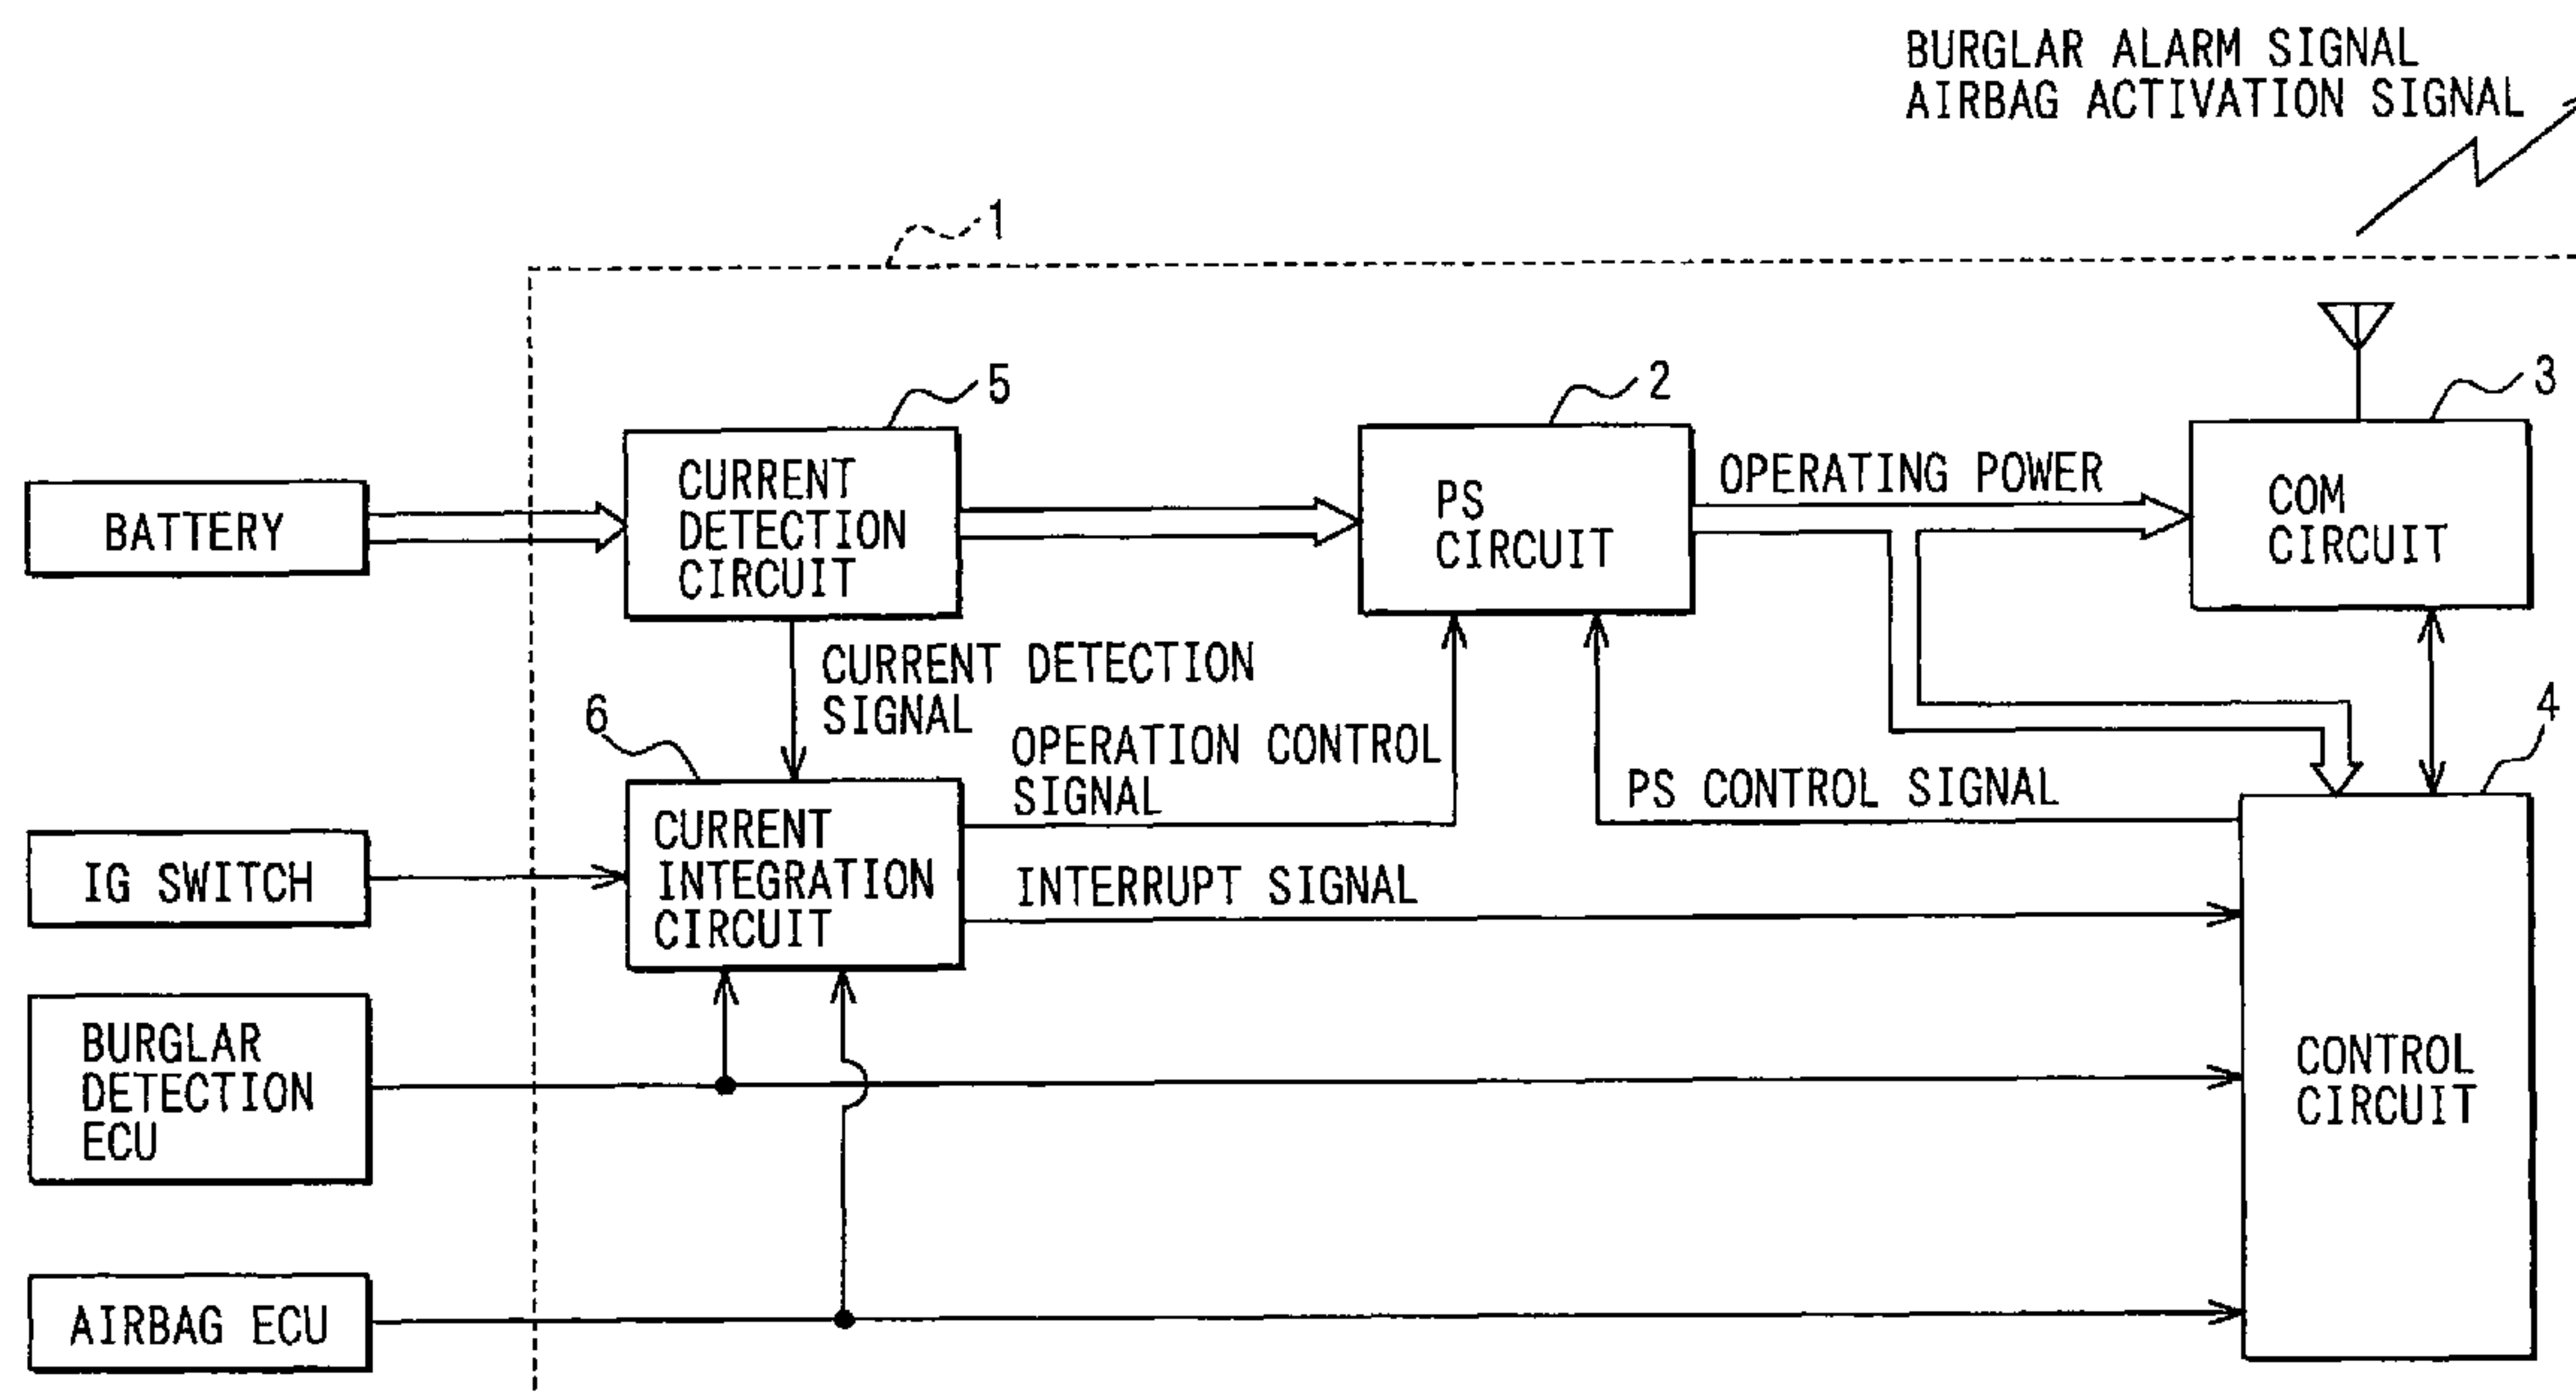 BURGLAR ALARM SIGNAL
AIRBAG ACTIVATION SIGNAL
1
5
2
3
BATTERY
CURRENT
DETECTION
CIRCUIT
PS
CIRCUIT
OPERATING POWER
COM
CIRCUIT
CURRENT DETECTION
SIGNAL
6
4
OPERATION CONTROL
SIGNAL
PS CONTROL SIGNAL
IG SWITCH
CURRENT
INTEGRATION
CIRCUIT
INTERRUPT SIGNAL
BURGLAR
DETECTION
ECU
CONTROL
CIRCUIT
AIRBAG ECU